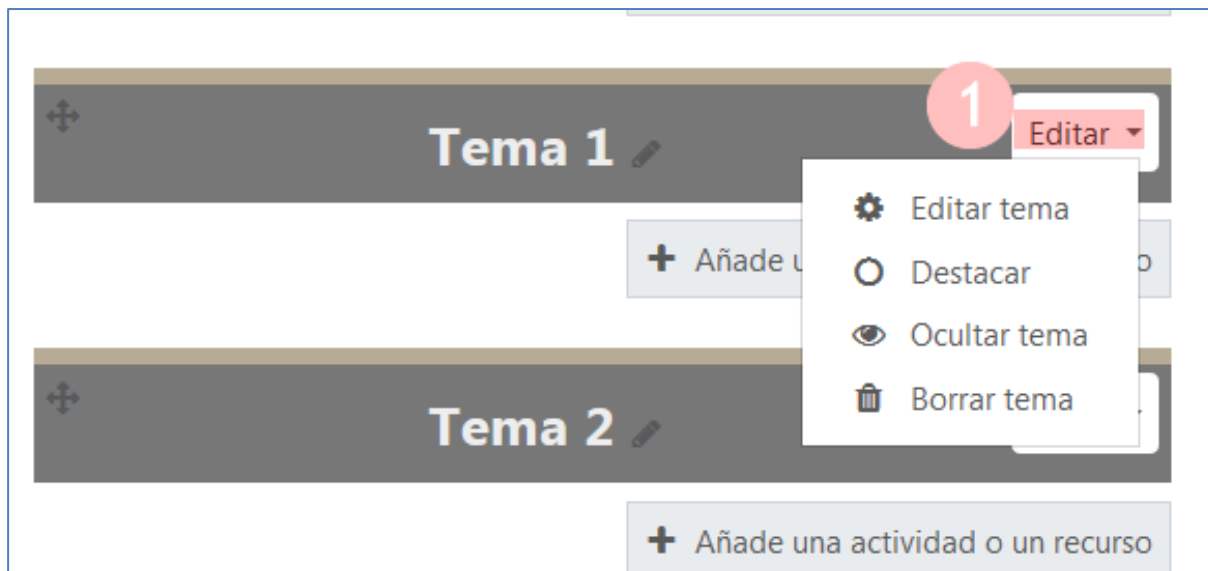 1
Tema 1
Editar
Editar tema
Destacar
Ocultar tema
Borrar tema
Añade
Tema 2
Añade una actividad o un recurso